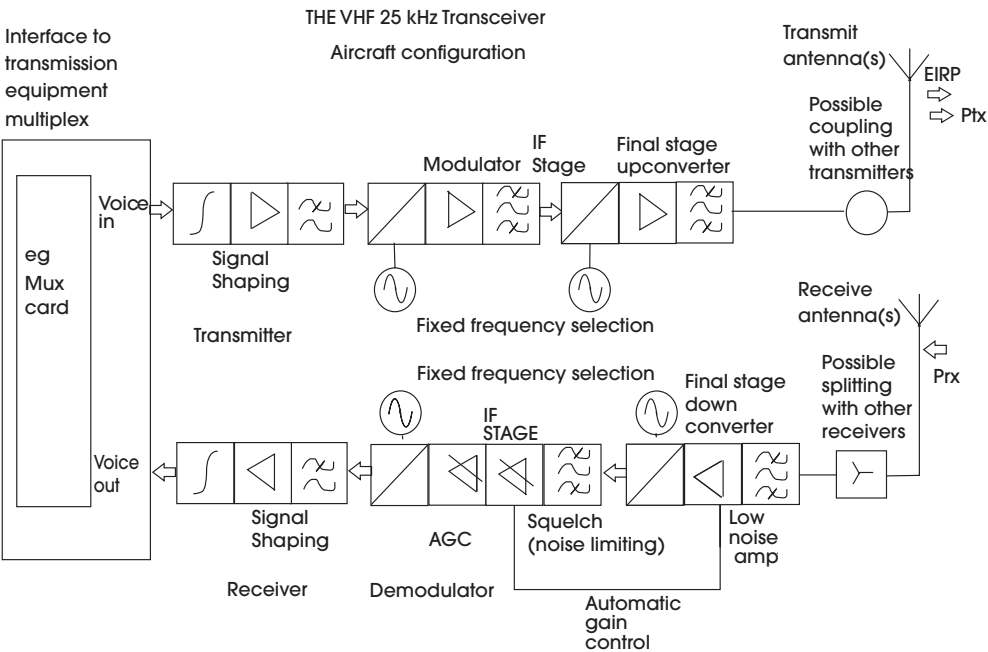 THE VHF 25 kHz Transceiver
Aircraft configuration
Interface to
transmission
equipment
multiplex
Transmit
antenna(s)
EIRP
Ptx
Possible
coupling
with other
transmitters
Modulator
IF
Stage
Final stage
upconverter
Voice
in
eg
Mux
card
Signal
Shaping
Transmitter
Fixed frequency selection
Receive
antenna(s)
Prx
Possible
splitting
with other
receivers
Fixed frequency selection
Final stage
down
converter
IF
STAGE
Voice
out
Signal
Shaping
AGC
Squelch
(noise limiting)
Low
noise
amp
Receiver
Demodulator
Automatic
gain
control